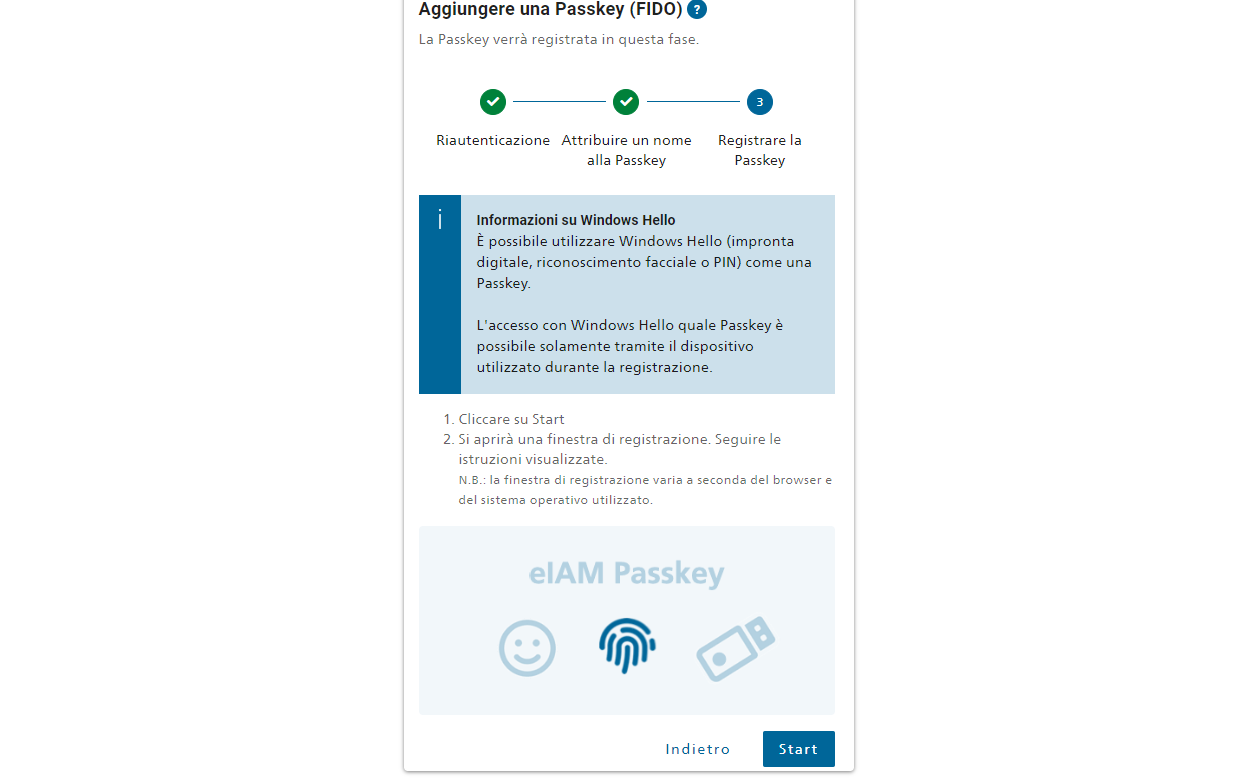 Aggiungere una Passkey (FIDO) ?
La Passkey verrà registrata in questa fase.
3
Riautenticazione
Attribuire un nome
alla Passkey
Registrare la
Passkey
i
Informazioni su Windows Hello
È possibile utilizzare Windows Hello (impronta
digitale, riconoscimento facciale o PIN) come una
Passkey.
L'accesso con Windows Hello quale Passkey è
possibile solamente tramite il dispositivo
utilizzato durante la registrazione.
1. Cliccare su Start
2. Si aprirà una finestra di registrazione. Seguire le
istruzioni visualizzate.
N.B.: la finestra di registrazione varia a seconda del browser e
del sistema operativo utilizzato.
eIAM Passkey
Indietro
Start